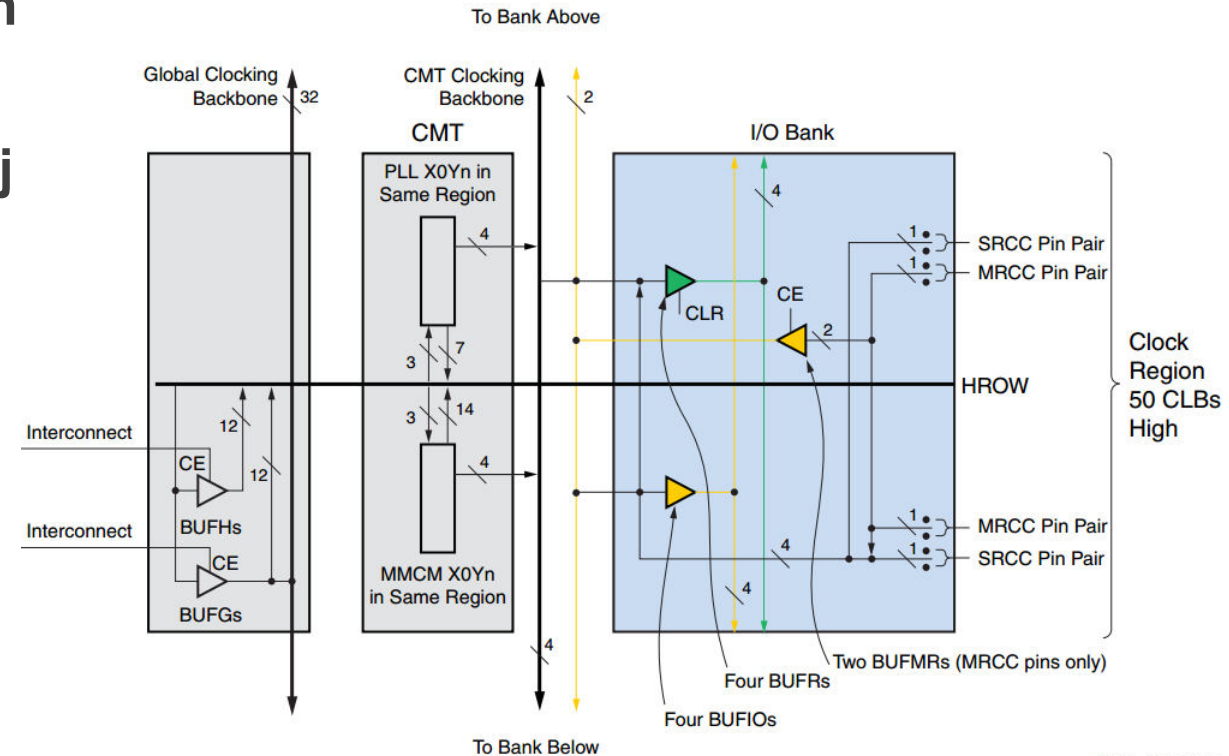 n
j
To Bank Above
Global Clocking
Backbone
32
CMT Clocking
Backbone
2
CMT
I/O Bank
PLL X0Yn in
Same Region
4
4
1
SRCC Pin Pair
1
MRCC Pin Pair
CLR
CE
2
3
7
Clock
Region
50 CLBs
High
HROW
3
14
12
Interconnect
CE
12
4
BUFHs
1
MRCC Pin Pair
Interconnect
CE
4
1
SRCC Pin Pair
MMCM X0Yn
in Same Region
BUFGs
4
4
Two BUFMRs (MRCC pins only)
Four BUFRs
Four BUFIOs
To Bank Below